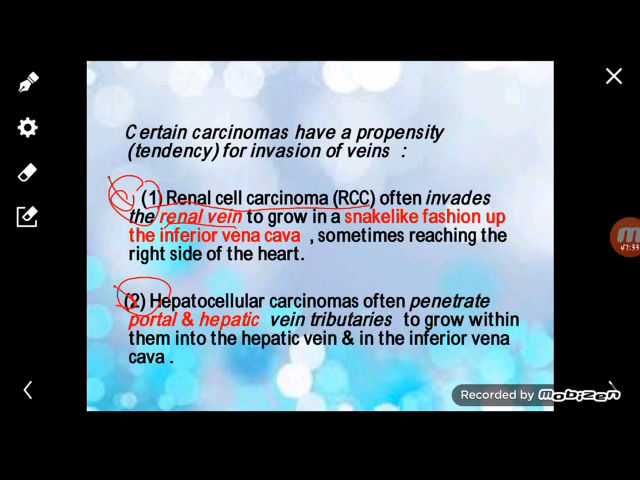 Certain carcinomas have a propensity
(tendency) for invasion of veins :
(1) Renal cell carcinoma (RCC) often invades
the renal vein to grow in a snakelike fashion up
the inferior vena cava , sometimes reaching the
right side of the heart.
(2) Hepatocellular carcinomas often penetrate
portal & hepatic vein tributaries to grow within
them into the hepatic vein & in the inferior vena
cava .
47:33
Recorded by mobizen